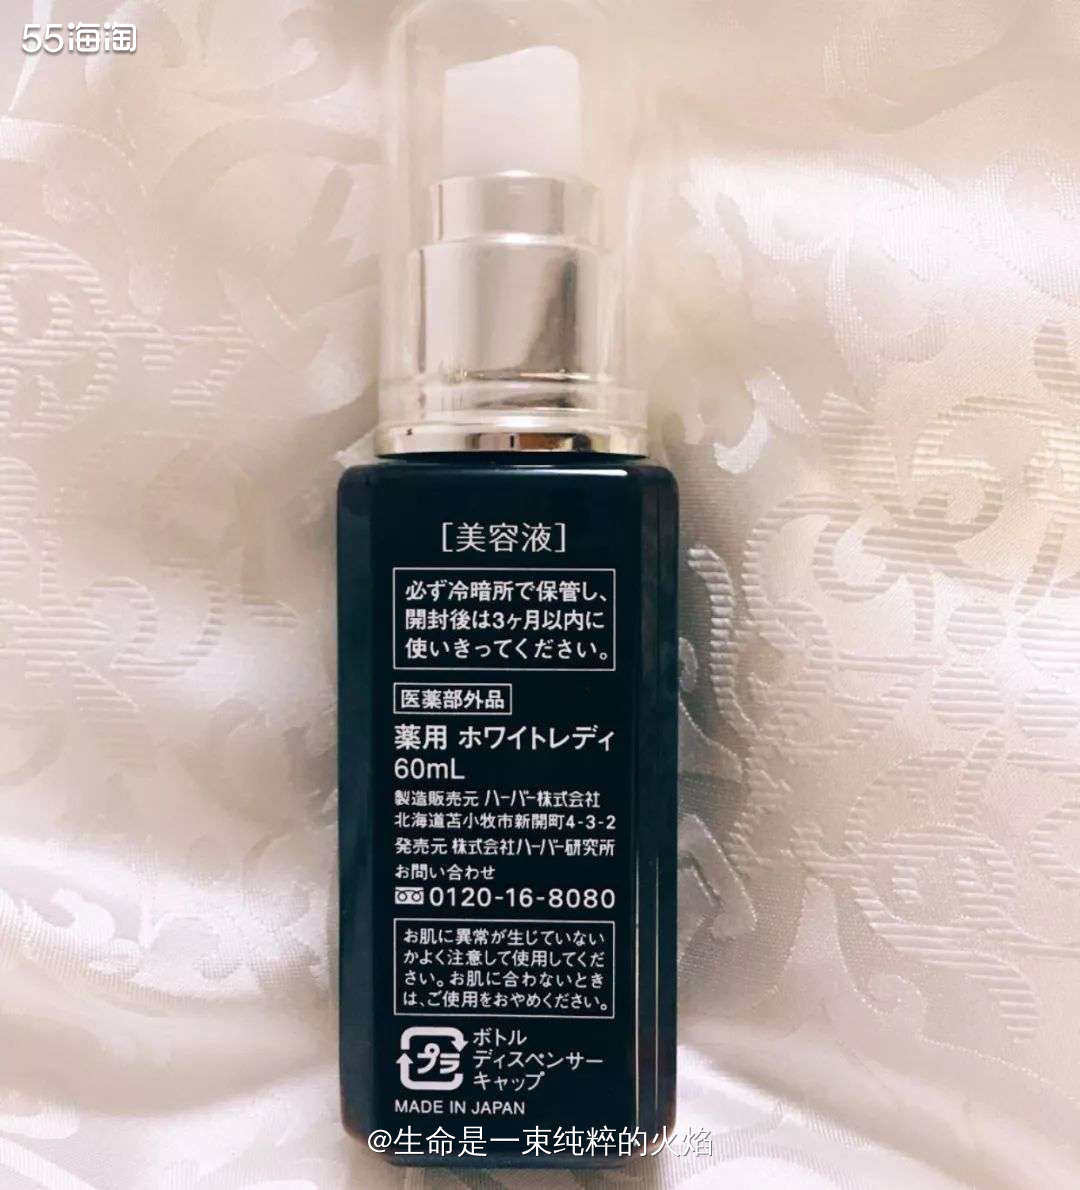 55海淘
[美容液]
必ず冷暗所で保管し、
開封後は3ヶ月以内に
使いきってください。
医薬部外品
薬用 ホワイトレディ
60mL
製造販売元 ハーバー株式会社
北海道苫小牧市新開町4-3-2
発売元 株式会社ハーバー研究所
お問い合わせ
0120-16-8080
お肌に異常が生じていない
かよく注意して使用してくだ
さい。お肌に合わないとき
は、ご使用をおやめください。
プラ
ボトル
ディスペンサー
キャップ
MADE IN JAPAN
@生命是一束纯粹的火焰